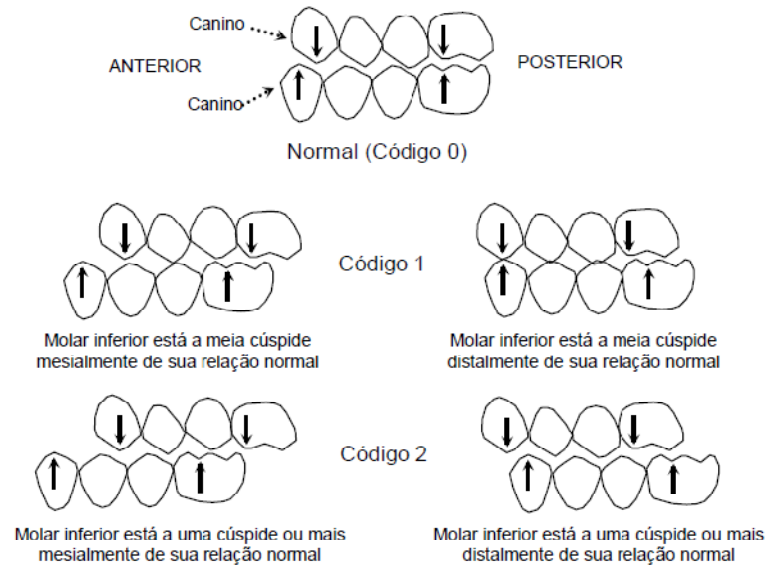 Canino
ANTERIOR
POSTERIOR
Canino
Normal (Código 0)
Código 1
Molar inferior está a meia cúspide
mesialmente de sua relação normal
Molar inferior está a meia cúspide
distalmente de sua relação normal
Código 2
Molar inferior está a uma cúspide ou mais
mesialmente de sua relação normal
Molar inferior está a uma cúspide ou mais
distalmente de sua relação normal